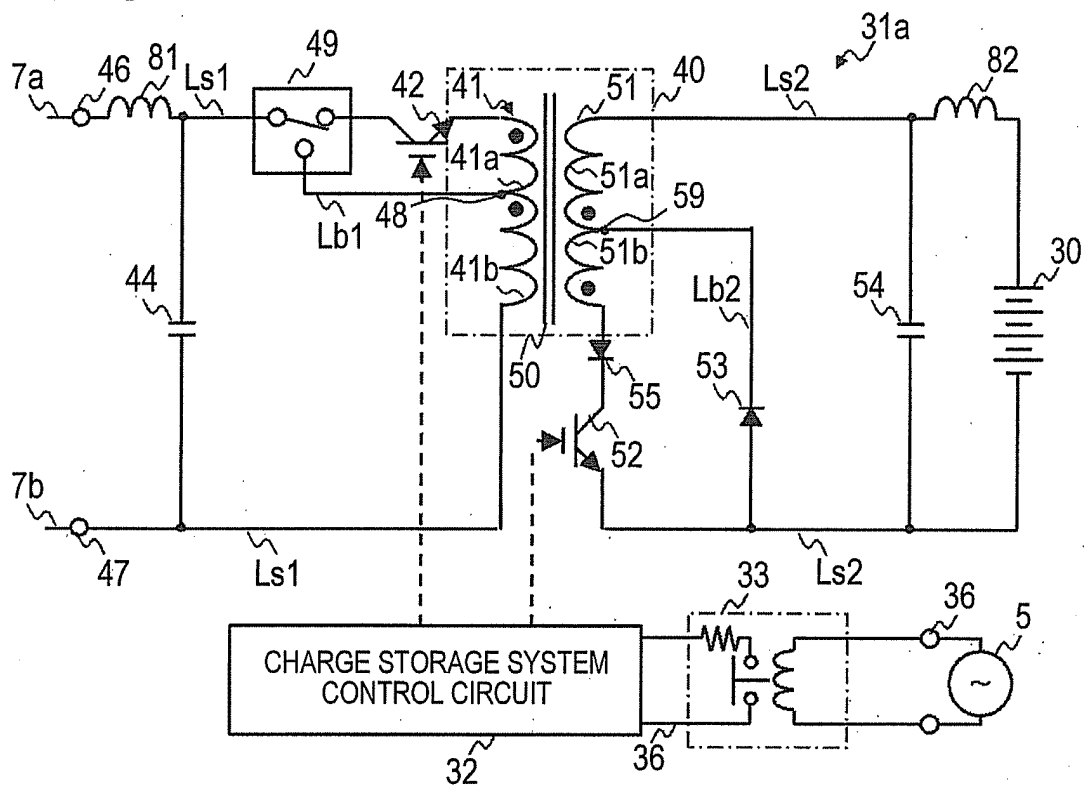 31a
7a 46 81 Ls1 49 42 41 51 40 Ls2 82
41a 51a 59
48 Lb1 51b
44 41b Lb2 54 30
50 55 53
52
7b
47 Ls1 Ls2
33 36 5
CHARGE STORAGE SYSTEM
CONTROL CIRCUIT
~
32 36